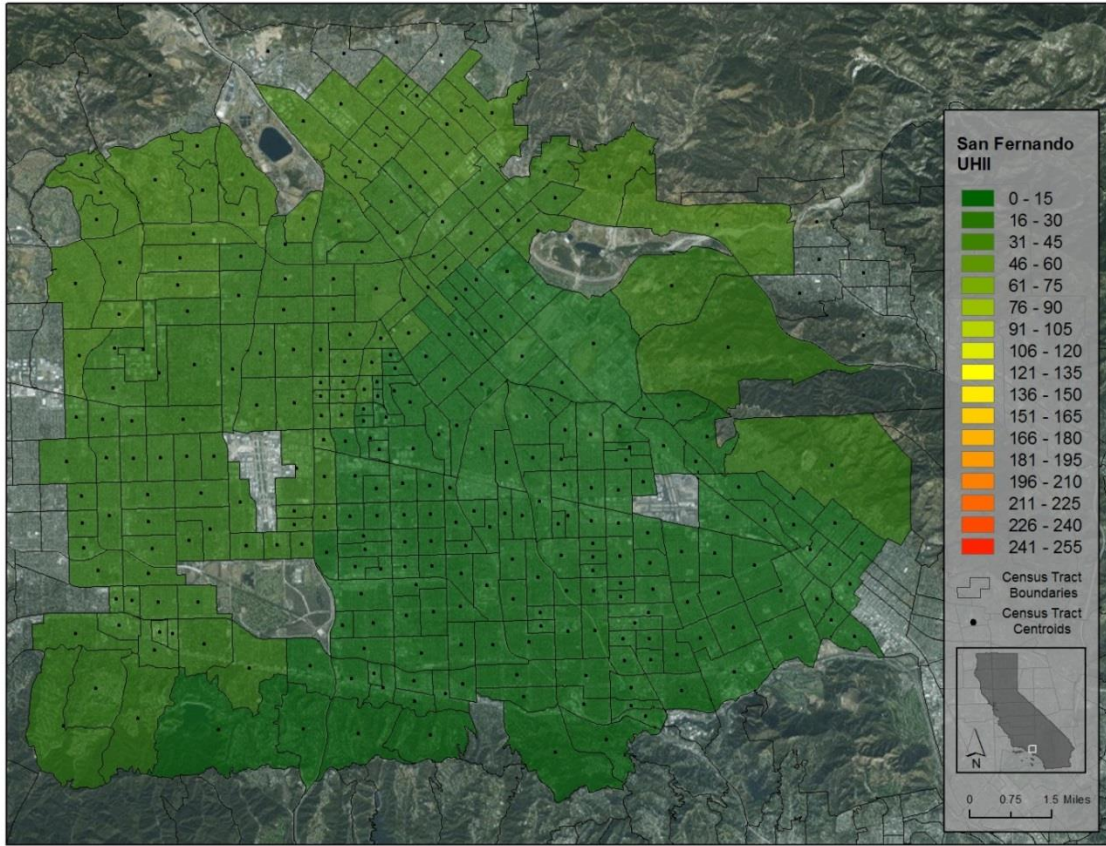 San Fernando
UHII
0 - 15
16 - 30
31 - 45
46 - 60
61 - 75
76 - 90
91 - 105
106 - 120
121 - 135
136 - 150
151 - 165
166 - 180
181 - 195
196 - 210
211 - 225
226 - 240
241 - 255
Census Tract
Boundaries
Census Tract
Centroids
N
0 0.75 1.5 Miles